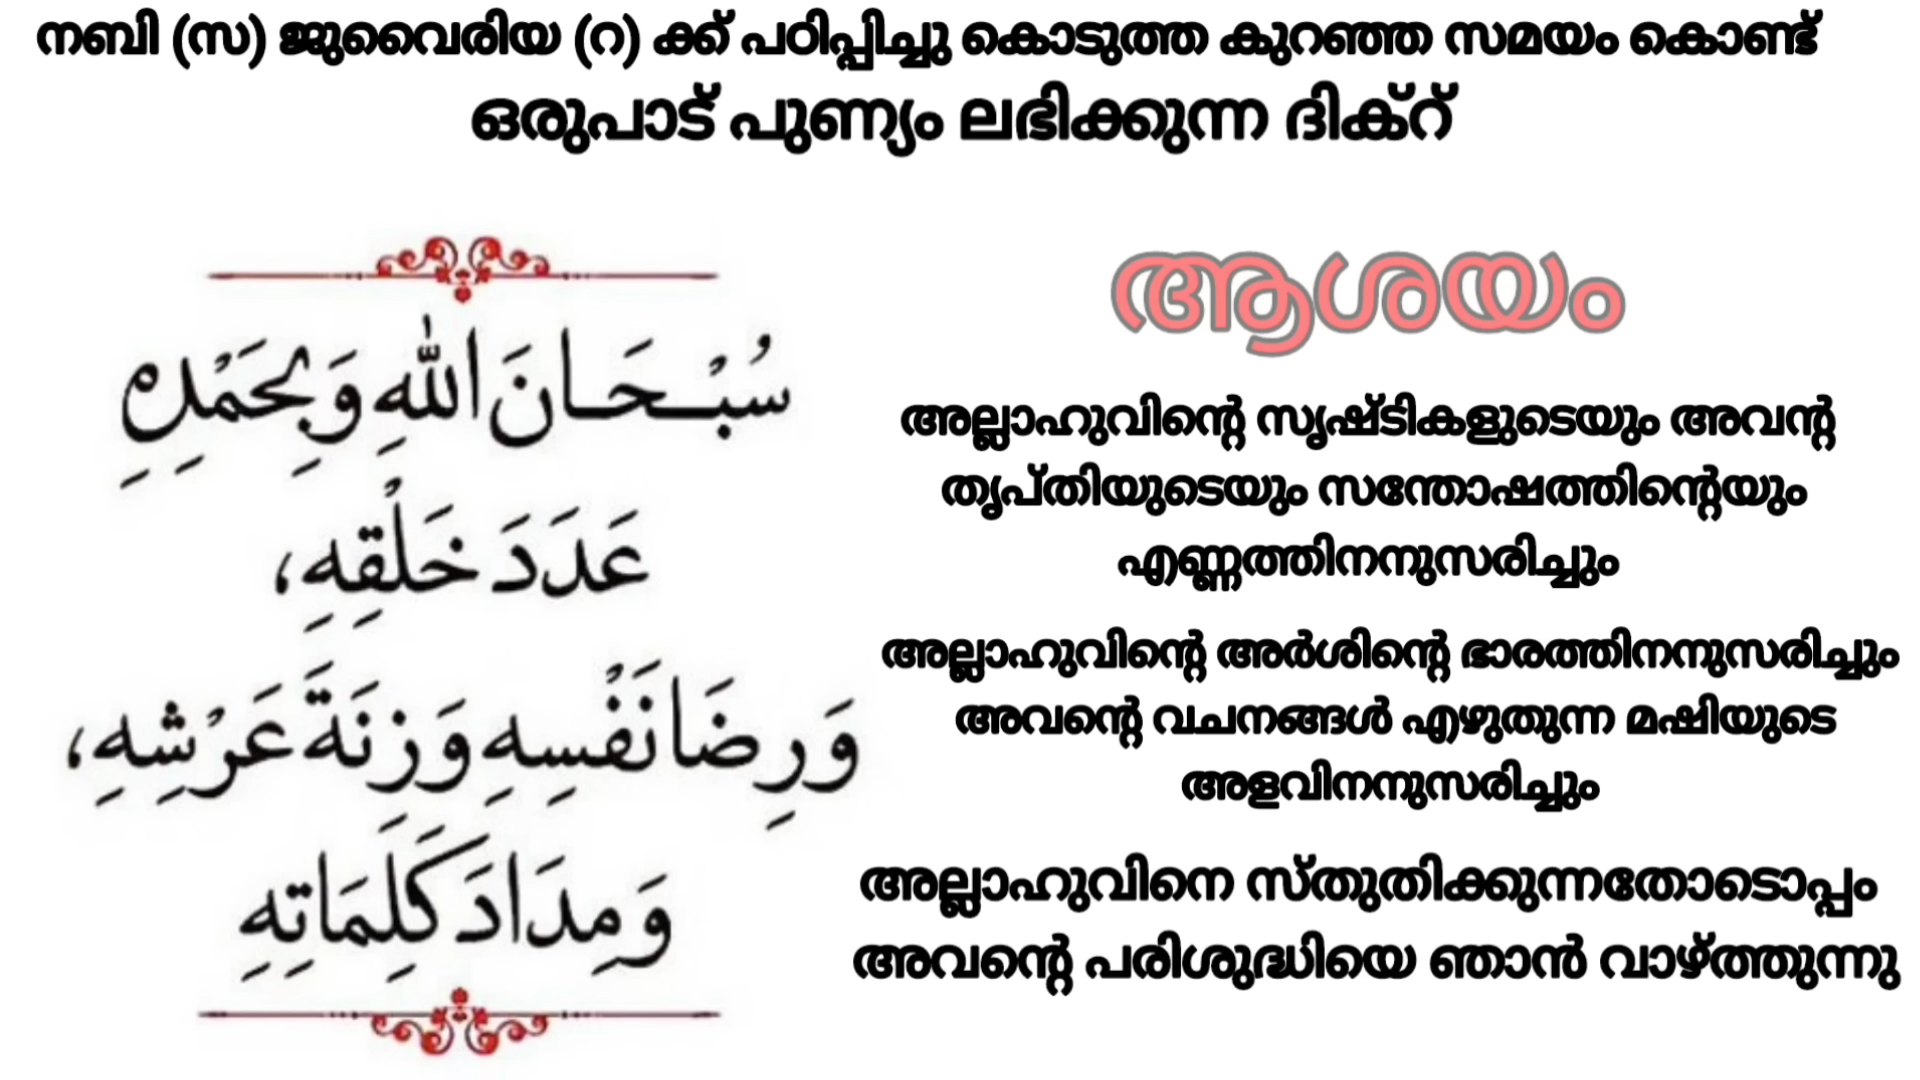 നബി (സ) ജുവൈരിയ (റ) ക്ക് പഠിപ്പിച്ചു കൊടുത്ത കുറഞ്ഞ സമയം കൊണ്ട്
ഒരുപാട് പുണ്യം ലഭിക്കുന്ന ദിക്റ്
سُبْحَانَ اللّٰهِ وَبِحَمْدِهِ
عَدَدَ خَلْقِهِ،
وَرِضَا نَفْسِهِ وَزِنَةَ عَرْشِهِ،
وَمِدَادَ كَلِمَاتِهِ
ആശയം
അല്ലാഹുവിന്റെ സൃഷ്ടികളുടെയും അവന്റ
തൃപ്തിയുടെയും സന്തോഷത്തിന്റെയും
എണ്ണത്തിനനുസരിച്ചും
അല്ലാഹുവിന്റെ അർശിന്റെ ഭാരത്തിനനുസരിച്ചും
അവന്റെ വചനങ്ങൾ എഴുതുന്ന മഷിയുടെ
അളവിനനുസരിച്ചും
അല്ലാഹുവിനെ സ്തുതിക്കുന്നതോടൊപ്പം
അവന്റെ പരിശുദ്ധിയെ ഞാൻ വാഴ്ത്തുന്നു